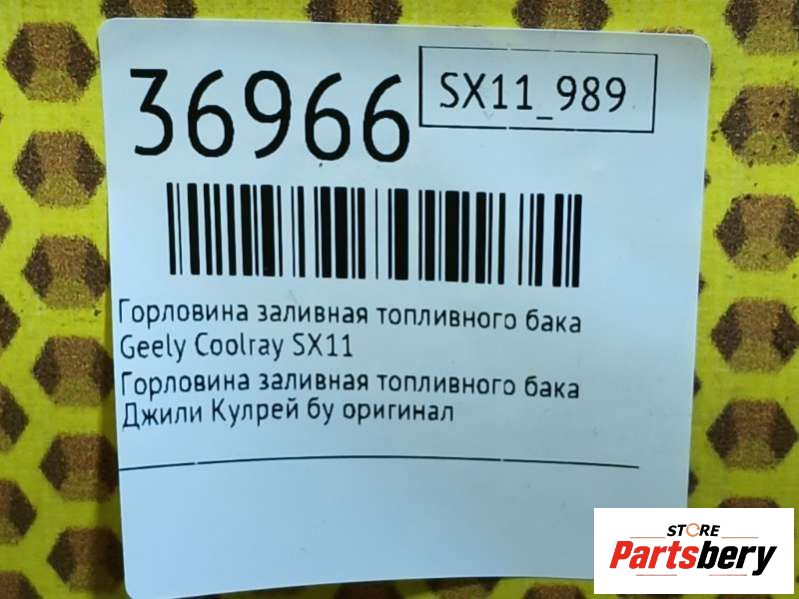 36966
SX11_989
Горловина заливная топливного бака
Geely Coolray SX11
Горловина заливная топливного бака
Джили Кулрей бу оригинал
STORE
Partsbery